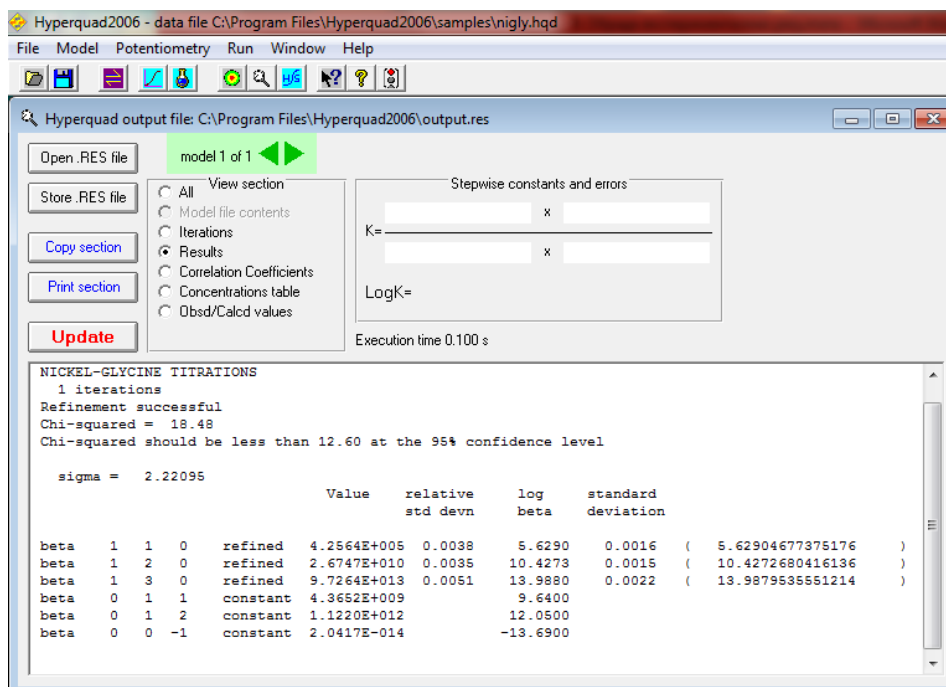 Hyperquad2006 - data file C:\Program Files\Hyperquad2006\samples\nigly.hqd
File Model Potentiometry Run Window Help
H/G
Hyperquad output file: C:\Program Files\Hyperquad2006\output.res
Open .RES file
model 1 of 1
Store .RES file
Copy section
Print section
Update
View section
All
Model file contents
Iterations
Results
Correlation Coefficients
Concentrations table
Obsd/Calcd values
Stepwise constants and errors
x
K=
x
LogK=
Execution time 0.100 s
NICKEL-GLYCINE TITRATIONS
1 iterations
Refinement successful
Chi-squared = 18.48
Chi-squared should be less than 12.60 at the 95% confidence level
sigma = 2.22095
Value relative log standard
std devn beta deviation
beta 1 1 0 refined 4.2564E+005 0.0038 5.6290 0.0016 ( 5.62904677375176 )
beta 1 2 0 refined 2.6747E+010 0.0035 10.4273 0.0015 ( 10.4272680416136 )
beta 1 3 0 refined 9.7264E+013 0.0051 13.9880 0.0022 ( 13.9879535551214 )
beta 0 1 1 constant 4.3652E+009 9.6400
beta 0 1 2 constant 1.1220E+012 12.0500
beta 0 0 -1 constant 2.0417E-014 -13.6900